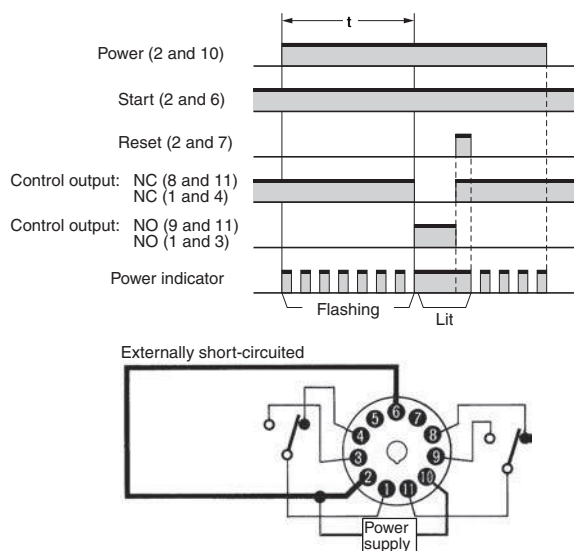 t
Power (2 and 10)
Start (2 and 6)
Reset (2 and 7)
Control output: NC (8 and 11)
NC (1 and 4)
Control output: NO (9 and 11)
NO (1 and 3)
Power indicator
Flashing
Lit
Externally short-circuited
6
5 7
4 8
3 9
2 10
1 11
Power
supply